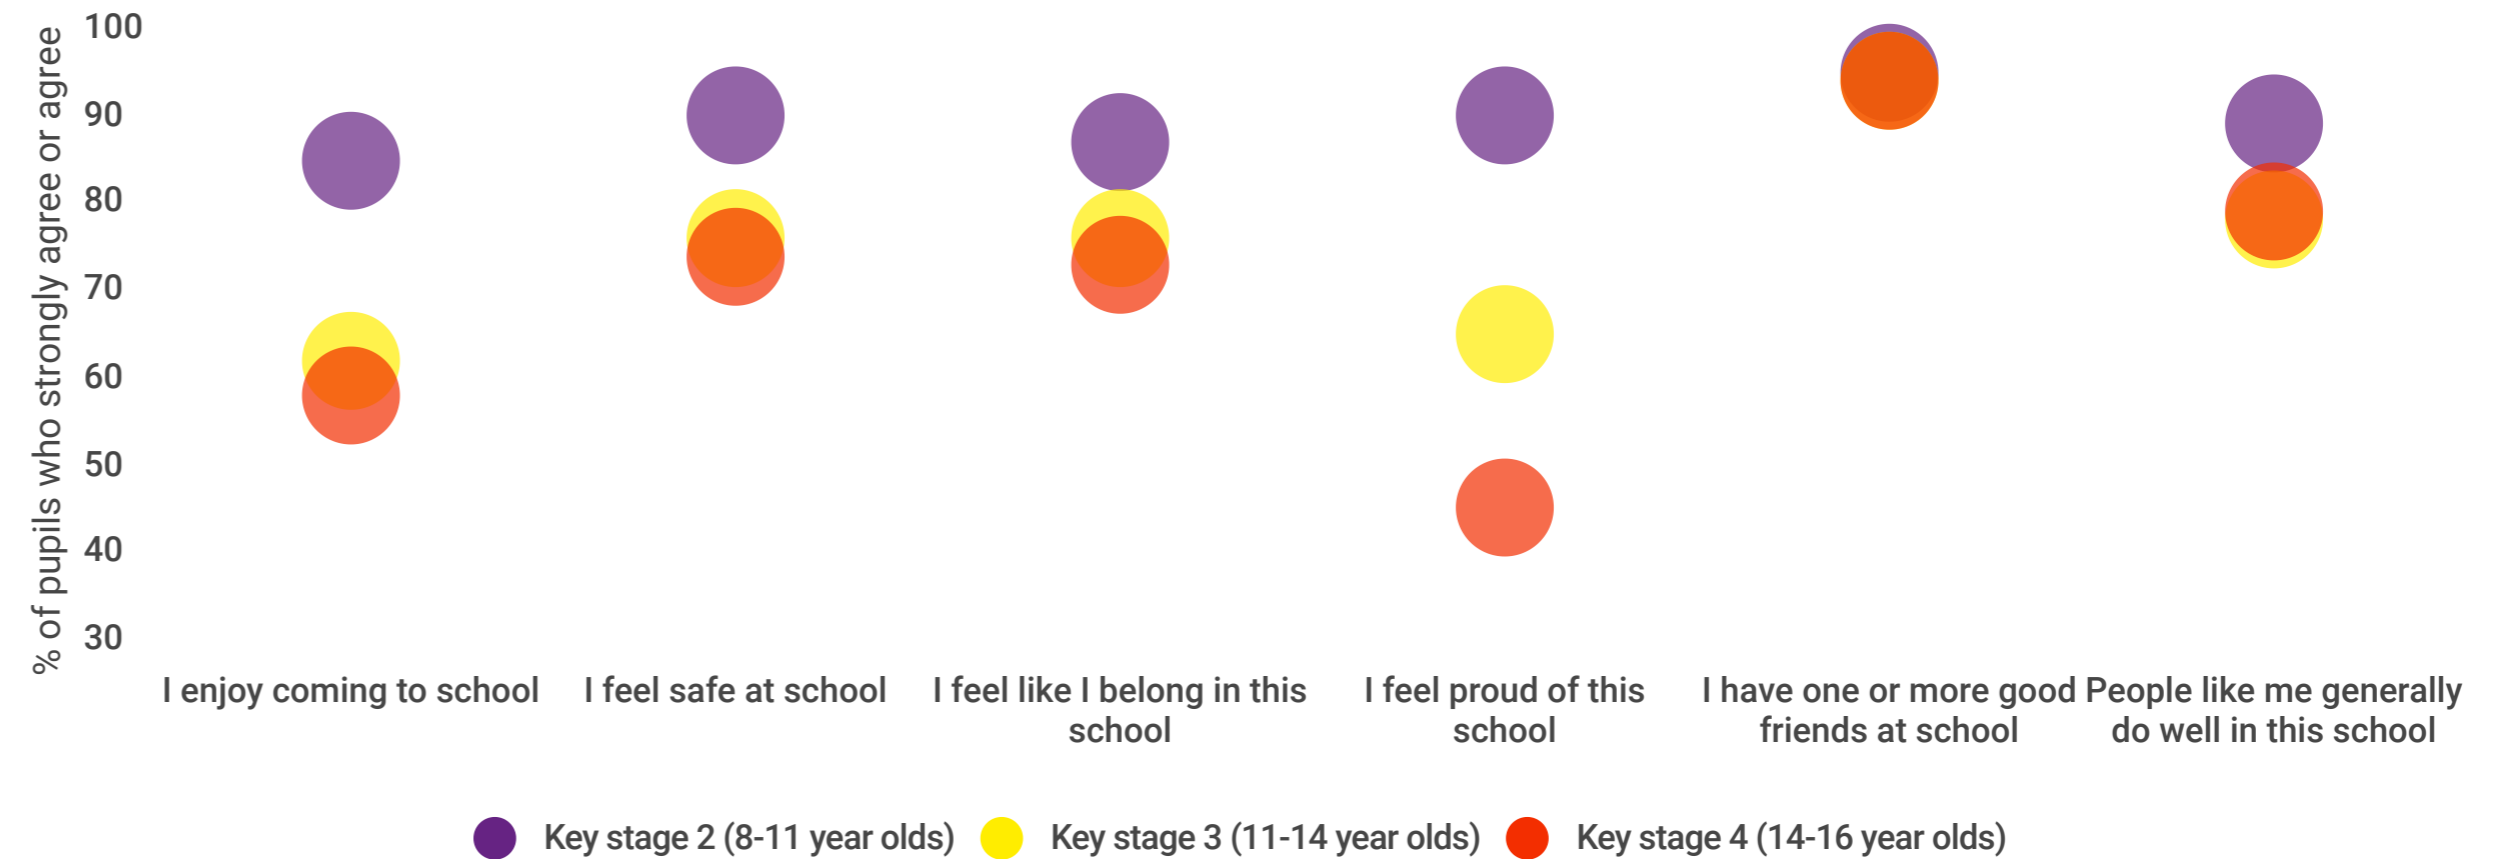 % of pupils who strongly agree or agree
100
90
80
70
60
50
40
30
I enjoy coming to school
I feel safe at school
I feel like I belong in this
school
I feel proud of this
school
I have one or more good
friends at school
People like me generally
do well in this school
Key stage 2 (8-11 year olds)
Key stage 3 (11-14 year olds)
Key stage 4 (14-16 year olds)